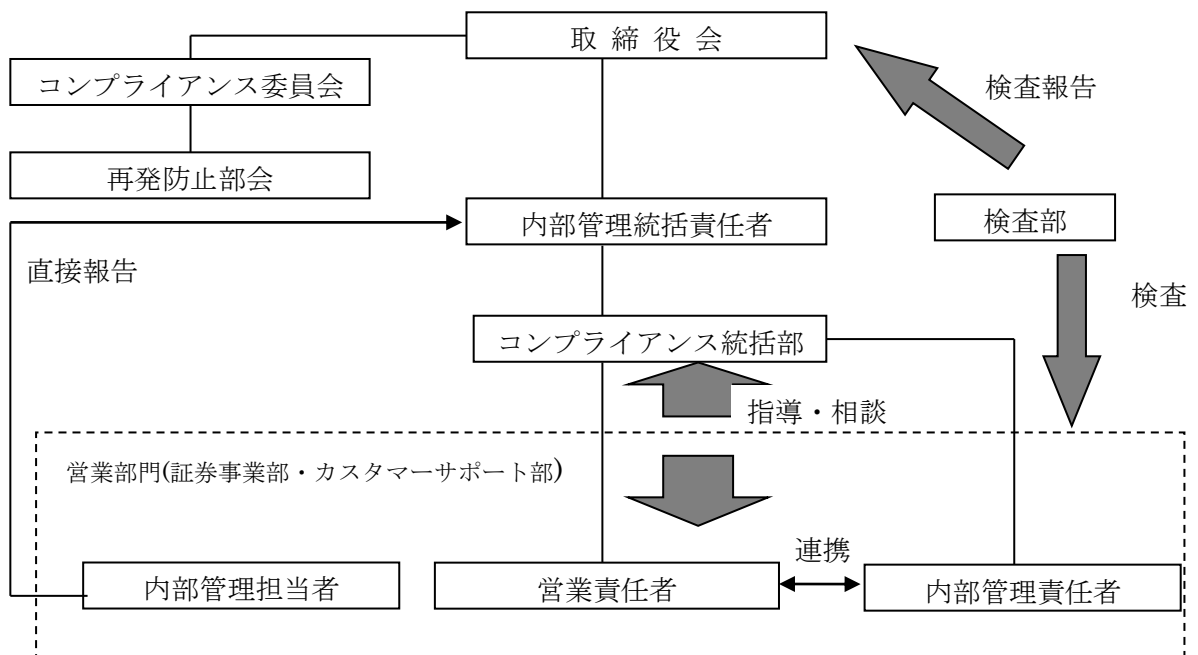 取 締 役 会
コンプライアンス委員会
検査報告
再発防止部会
内部管理統括責任者
検査部
直接報告
検査
コンプライアンス統括部
指導・相談
営業部門(証券事業部・カスタマーサポート部)
連携
内部管理担当者
営業責任者
内部管理責任者